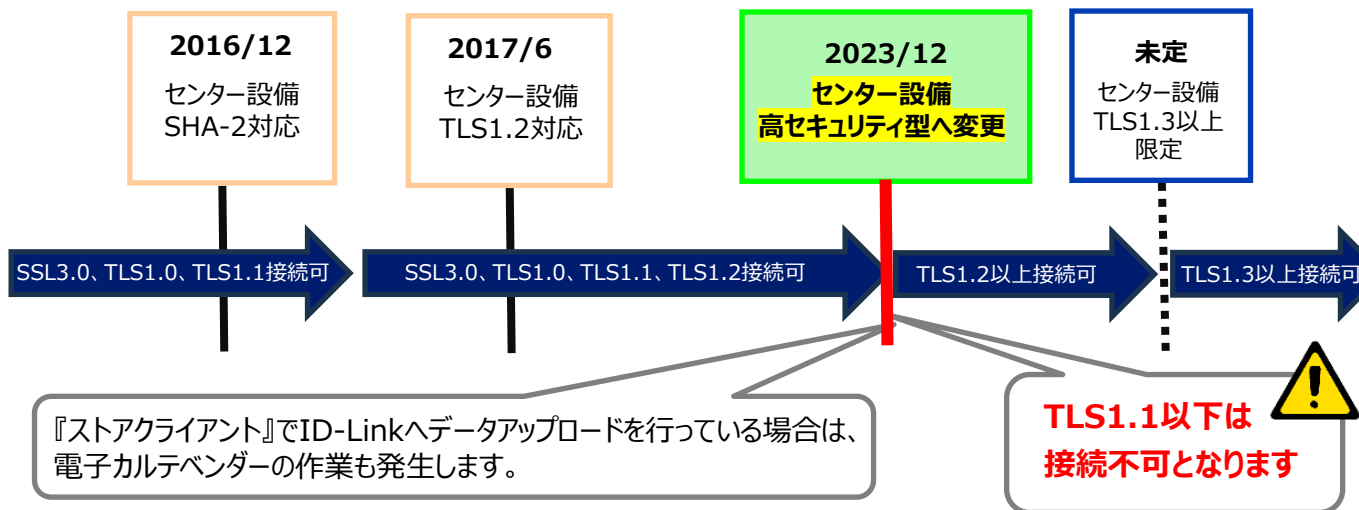 2016/12
センター設備
SHA-2対応
2017/6
センター設備
TLS1.2対応
2023/12
センター設備
高セキュリティ型へ変更
未定
センター設備
TLS1.3以上
限定
SSL3.0、TLS1.0、TLS1.1接続可
SSL3.0、TLS1.0、TLS1.1、TLS1.2接続可
TLS1.2以上接続可
TLS1.3以上接続可
『ストアクライアント』でID-Linkへデータアップロードを行っている場合は、
電子カルテベンダーの作業も発生します。
TLS1.1以下は
接続不可となります